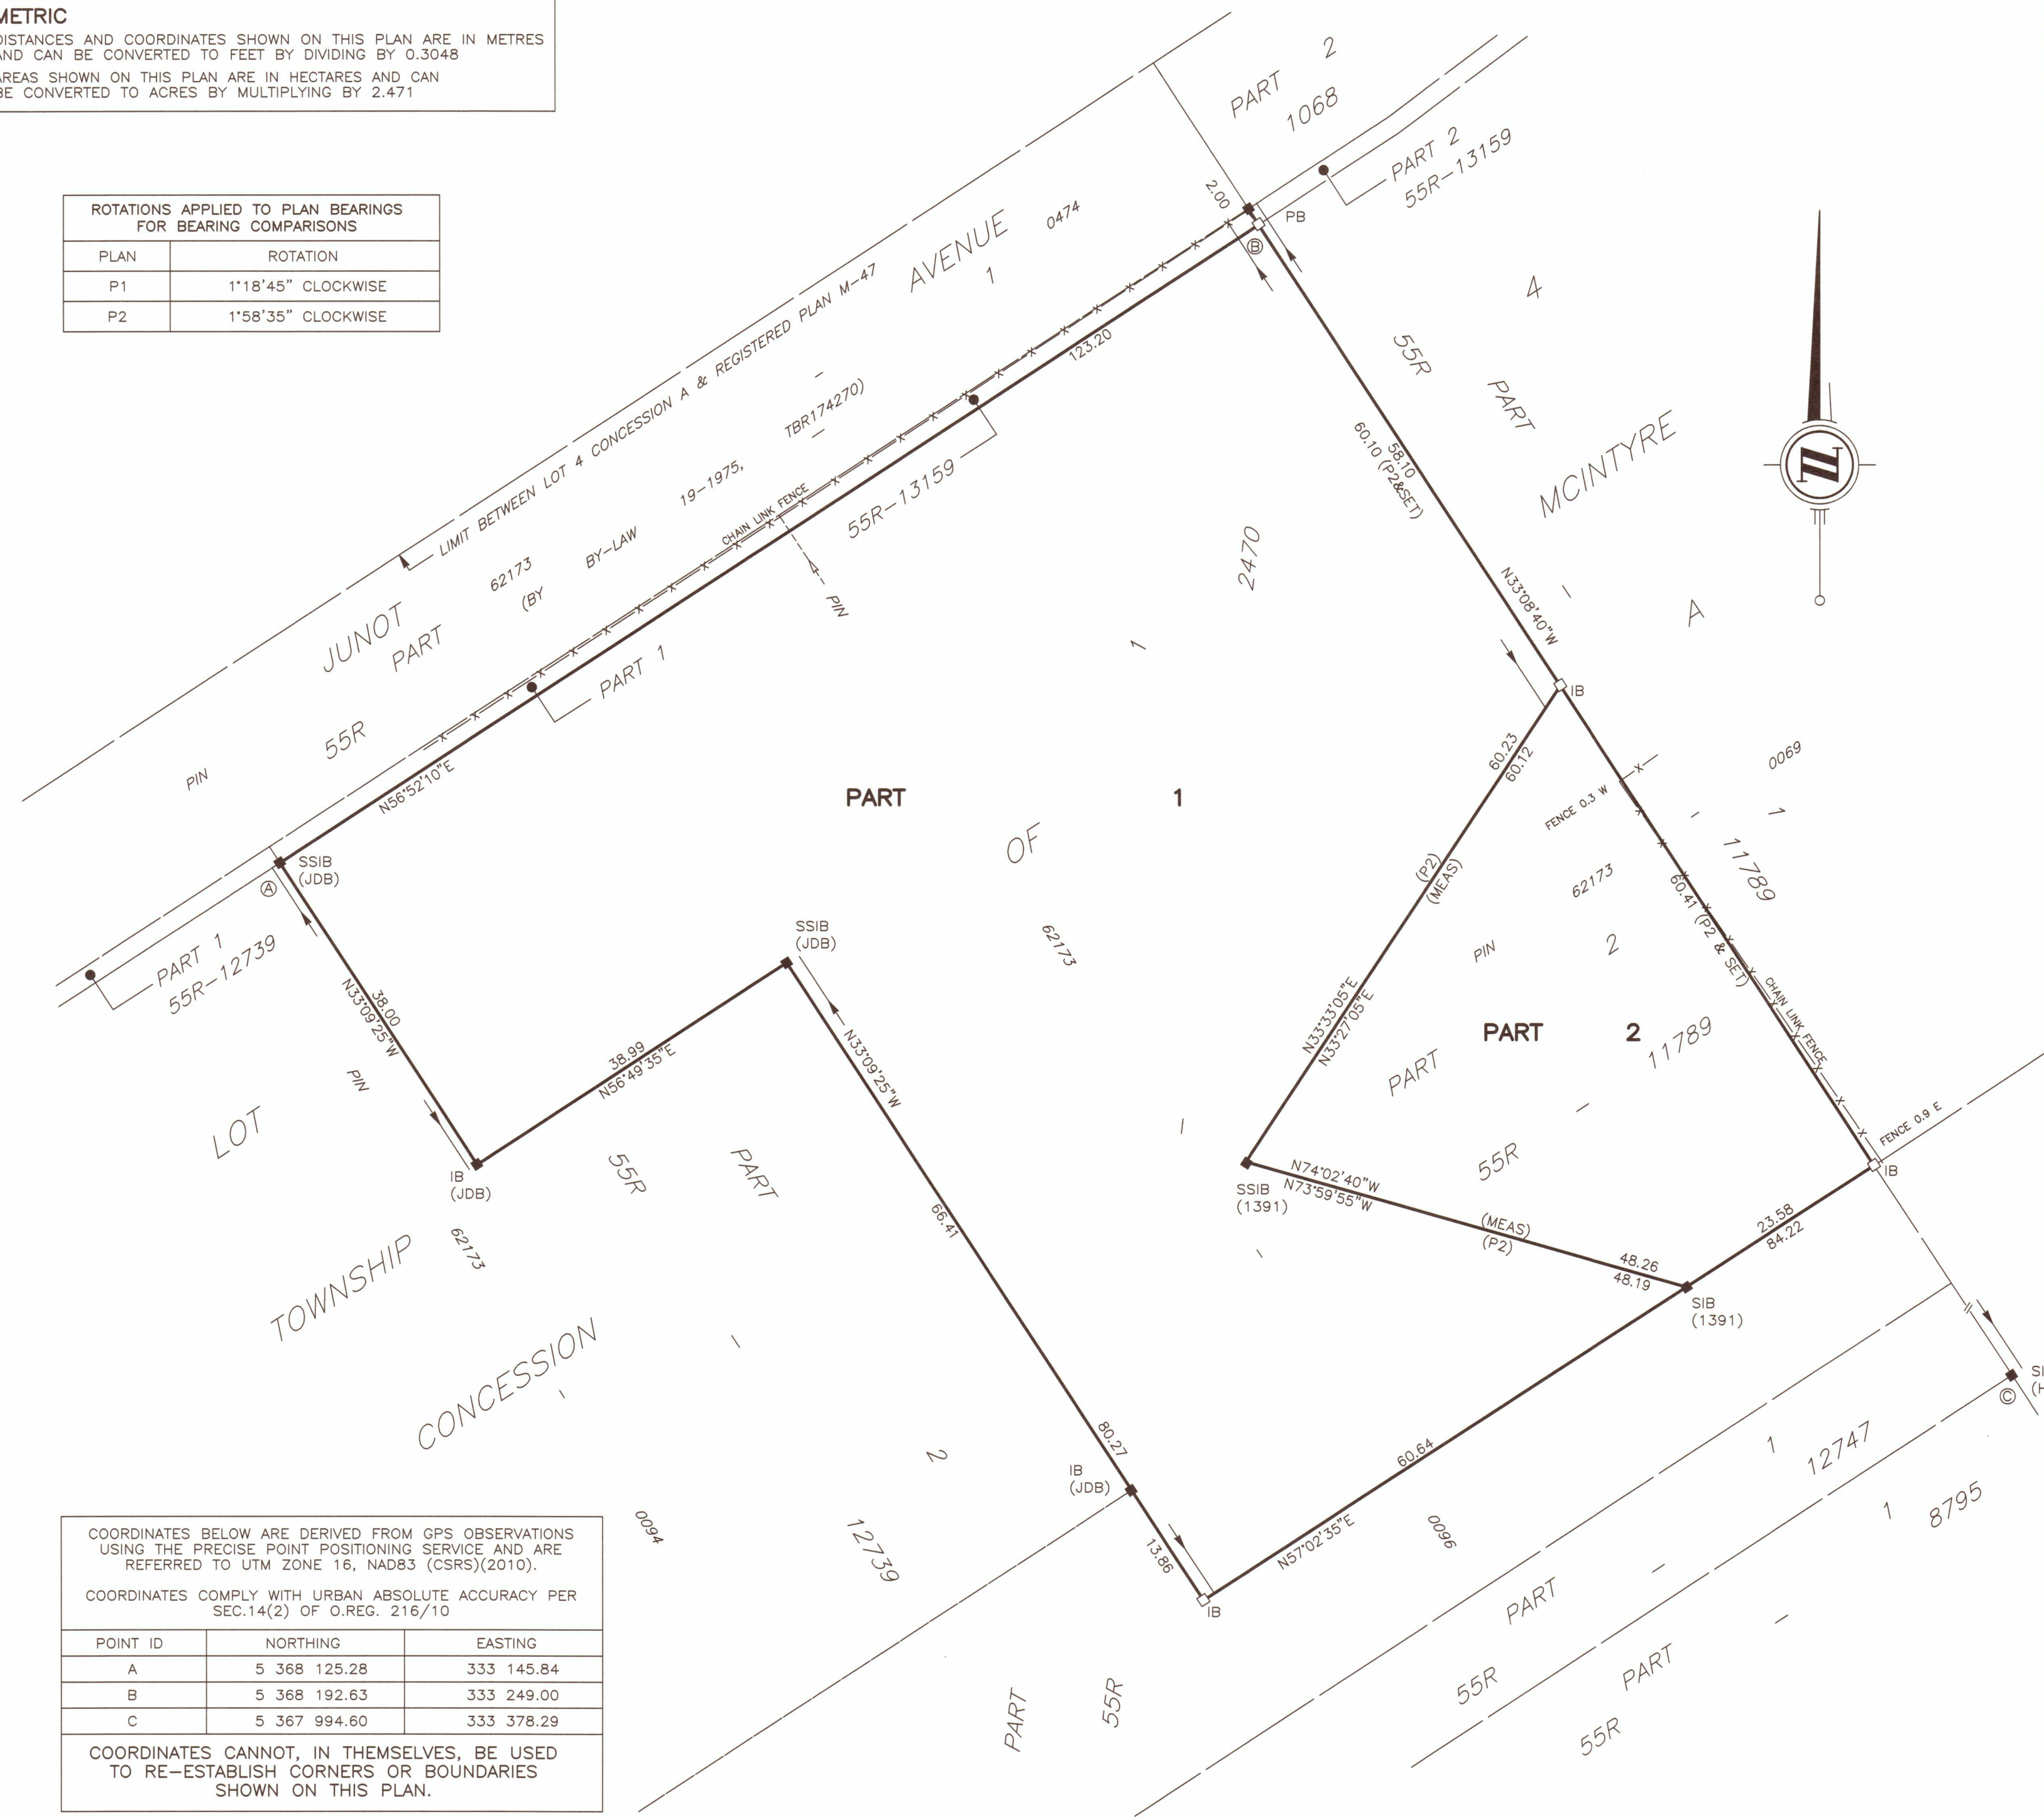 METRIC
DISTANCES AND COORDINATES SHOWN ON THIS PLAN ARE IN METRES
AND CAN BE CONVERTED TO FEET BY DIVIDING BY 0.3048
AREAS SHOWN ON THIS PLAN ARE IN HECTARES AND CAN
BE CONVERTED TO ACRES BY MULTIPLYING BY 2.471
ROTATIONS APPLIED TO PLAN BEARINGS
FOR BEARING COMPARISONS
PLAN ROTATION
P1 1°18'45" CLOCKWISE
P2 1°58'35" CLOCKWISE
PART 2
1068
PART 2
55R-13159
2.00
PB
B
JUNOT AVENUE
0474
PART 1
55R –
LIMIT BETWEEN LOT 4 CONCESSION A & REGISTERED PLAN M-47
PIN 62173 –
(BY BY-LAW 19-1975, TBR174270)
CHAIN LINK FENCE
123.20
N56°52'10"E
55R-13159
PART 1
PIN
62173
–
2470
4
55R
PART
MCINTYRE
58.10
60.10 (P2&SET)
N33°08'40"W
–
A
IB
0069
–
1
11789
PART 1
OF
1
–
60.23
60.12
(P2)
(MEAS)
N33°33'05"E
N33°27'05"E
FENCE 0.3 W
60.41 (P2 & SET)
CHAIN LINK FENCE
PIN 62173
PART 2
55R – 11789
PART 2
FENCE 0.9 E
IB
SSIB
(JDB)
A
PART 1
55R-12739
38.00
N33°09'25"W
PIN
62173
–
0094
IB
(JDB)
38.99
N56°49'35"E
SSIB
(JDB)
N33°09'25"W
66.41
80.27
13.86
IB
(JDB)
IB
LOT
TOWNSHIP
CONCESSION
55R
PART
–
2
12739
SSIB
(1391)
N74°02'40"W
N73°59'55"W
(MEAS)
(P2)
48.26
48.19
–
0096
23.58
84.22
SIB
(1391)
60.64
N57°02'35"E
C
PART 1
55R – 12747
PART 1
55R – 8795
PART
55R
COORDINATES BELOW ARE DERIVED FROM GPS OBSERVATIONS
USING THE PRECISE POINT POSITIONING SERVICE AND ARE
REFERRED TO UTM ZONE 16, NAD83 (CSRS)(2010).
COORDINATES COMPLY WITH URBAN ABSOLUTE ACCURACY PER
SEC.14(2) OF O.REG. 216/10
POINT ID NORTHING EASTING
A 5 368 125.28 333 145.84
B 5 368 192.63 333 249.00
C 5 367 994.60 333 378.29
COORDINATES CANNOT, IN THEMSELVES, BE USED
TO RE-ESTABLISH CORNERS OR BOUNDARIES
SHOWN ON THIS PLAN.
N